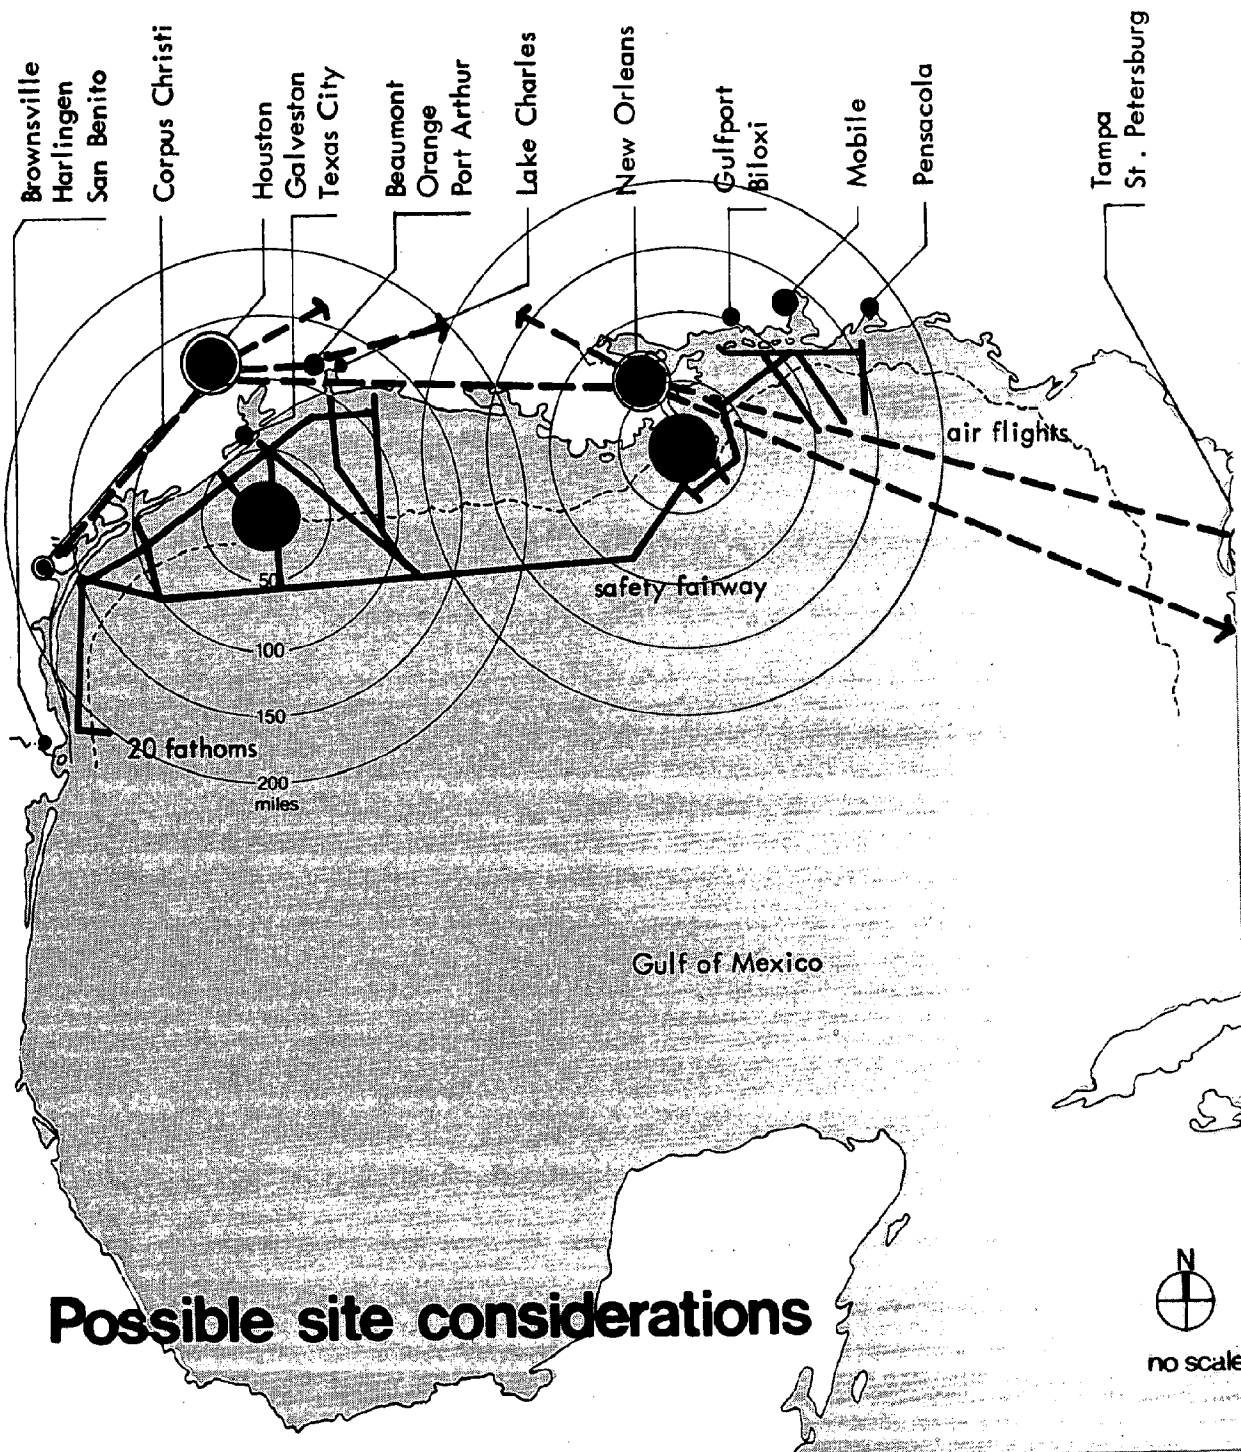 Brownsville
Harlingen
San Benito
Corpus Christi
Houston
Galveston
Texas City
Beaumont
Orange
Port Arthur
Lake Charles
New Orleans
Gulfport
Biloxi
Mobile
Pensacola
Tampa
St. Petersburg
air flights
50
safety fairway
100
150
20 fathoms
200
miles
Gulf of Mexico
N
Possible site considerations
no scale